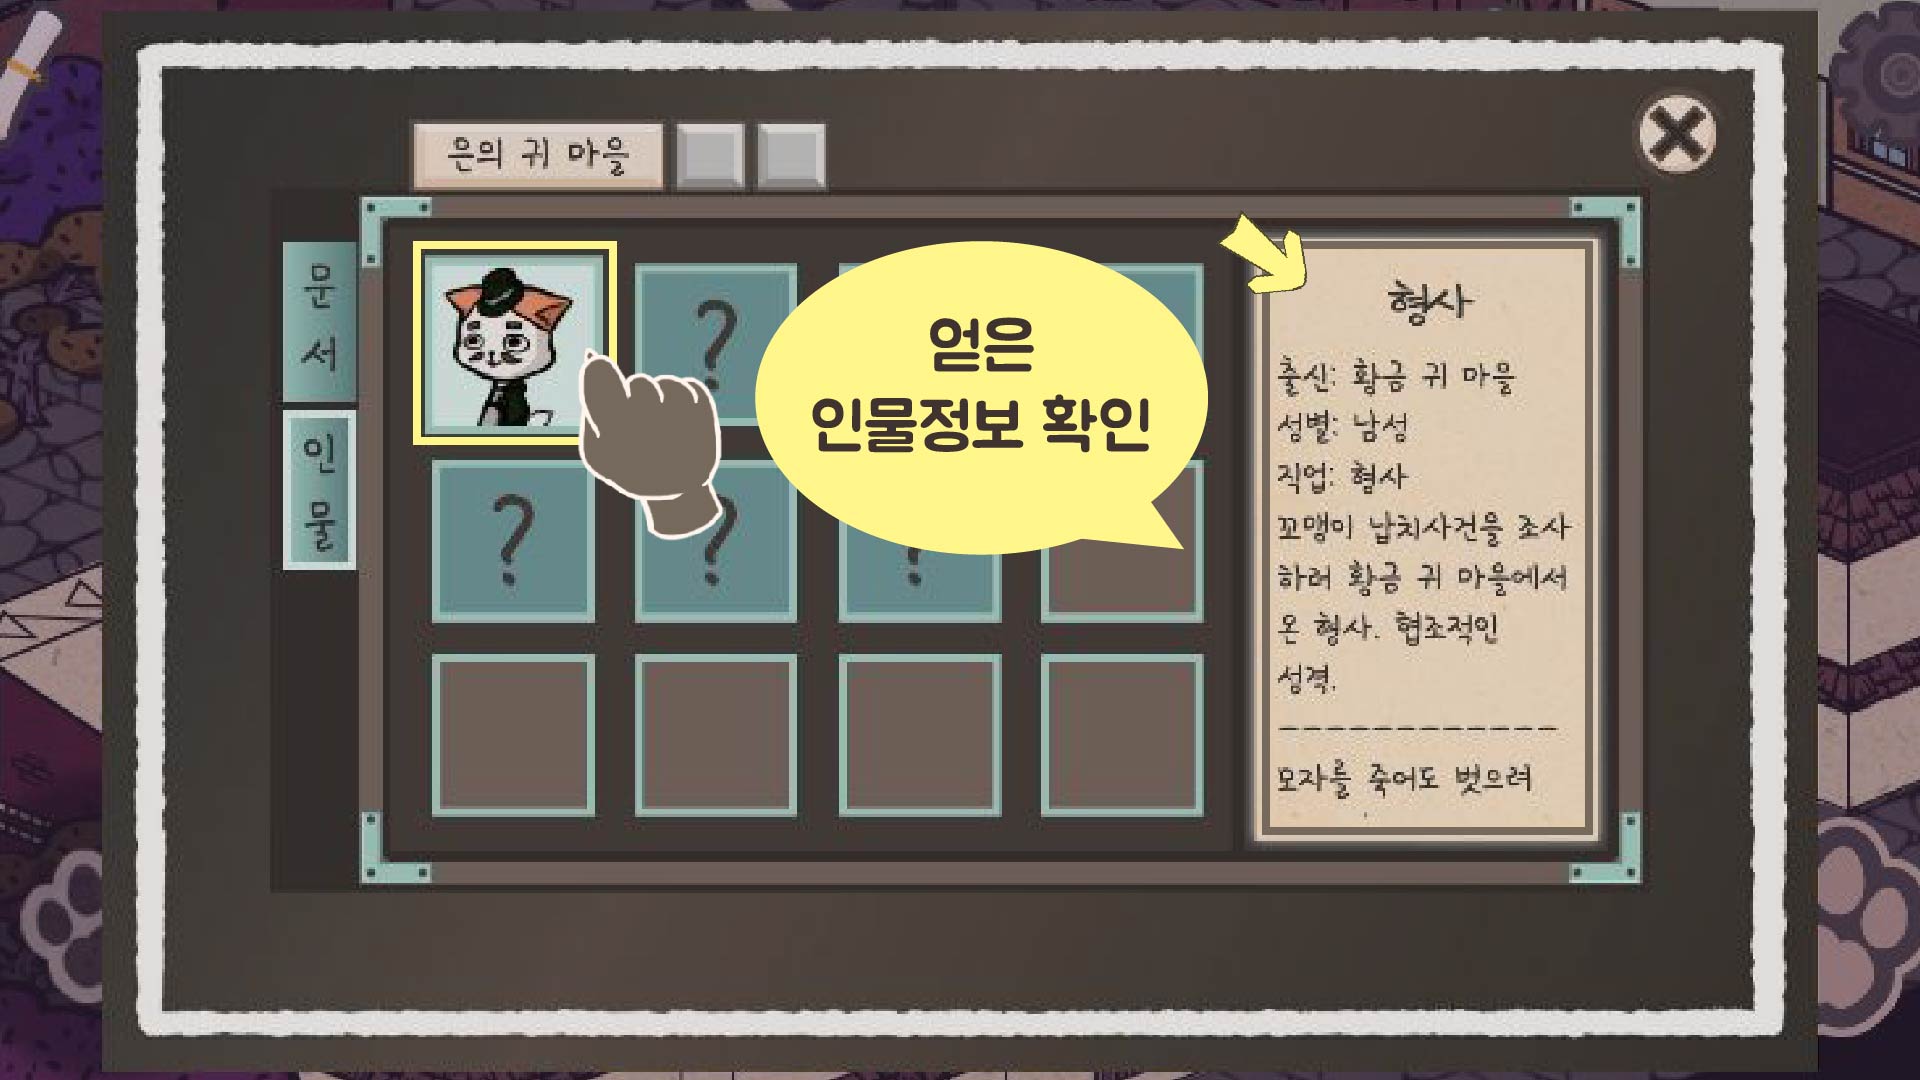 은의 귀 마을
문서
인물
?
?
?
?
얻은
인물정보 확인
형사
출신: 황금 귀 마을
성별: 남성
직업: 형사
꼬맹이 납치사건을 조사
하러 황금 귀 마을에서
온 형사. 협조적인
성격.
------------
모자를 죽어도 벗으려